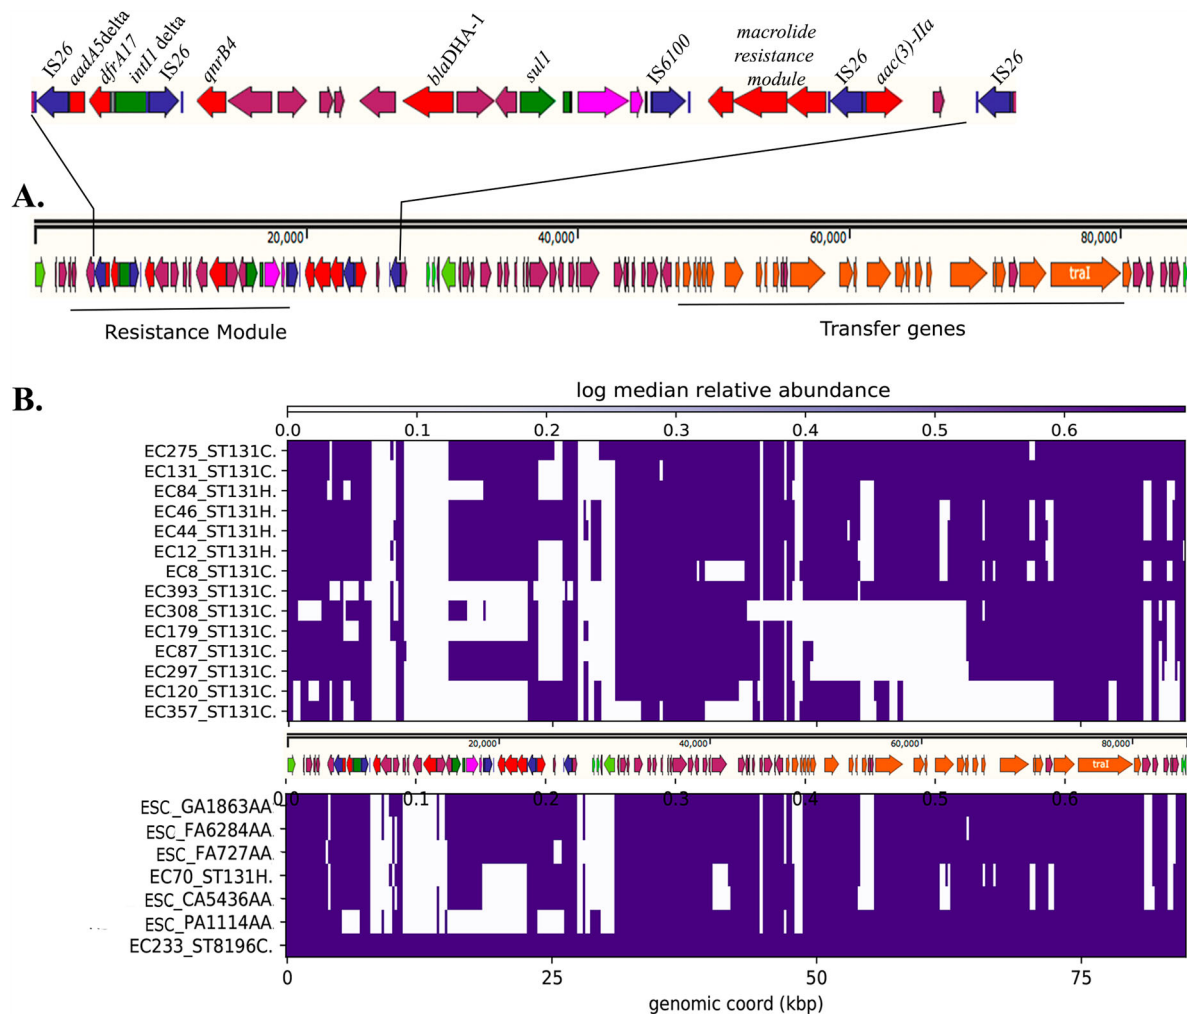 IS26
aadA5delta
dfrA17
intI1 delta
IS26
qnrB4
blaDHA-1
sul1
IS6100
macrolide
resistance
module
IS26
aac(3)-IIa
IS26
A.
20,000
40,000
60,000
80,000
traI
Resistance Module
Transfer genes
B.
log median relative abundance
0.0 0.1 0.2 0.3 0.4 0.5 0.6
EC275_ST131C.
EC131_ST131C.
EC84_ST131H.
EC46_ST131H.
EC44_ST131H.
EC12_ST131H.
EC8_ST131C.
EC393_ST131C.
EC308_ST131C.
EC179_ST131C.
EC87_ST131C.
EC297_ST131C.
EC120_ST131C.
EC357_ST131C.
20,000 40,000 60,000 80,000
traI
0.0 0.1 0.2 0.3 0.4 0.5 0.6
ESC_GA1863AA
ESC_FA6284AA.
ESC_FA727AA.
EC70_ST131H.
ESC_CA5436AA.
ESC_PA1114AA.
EC233_ST8196C.
0 25 50 75
genomic coord (kbp)